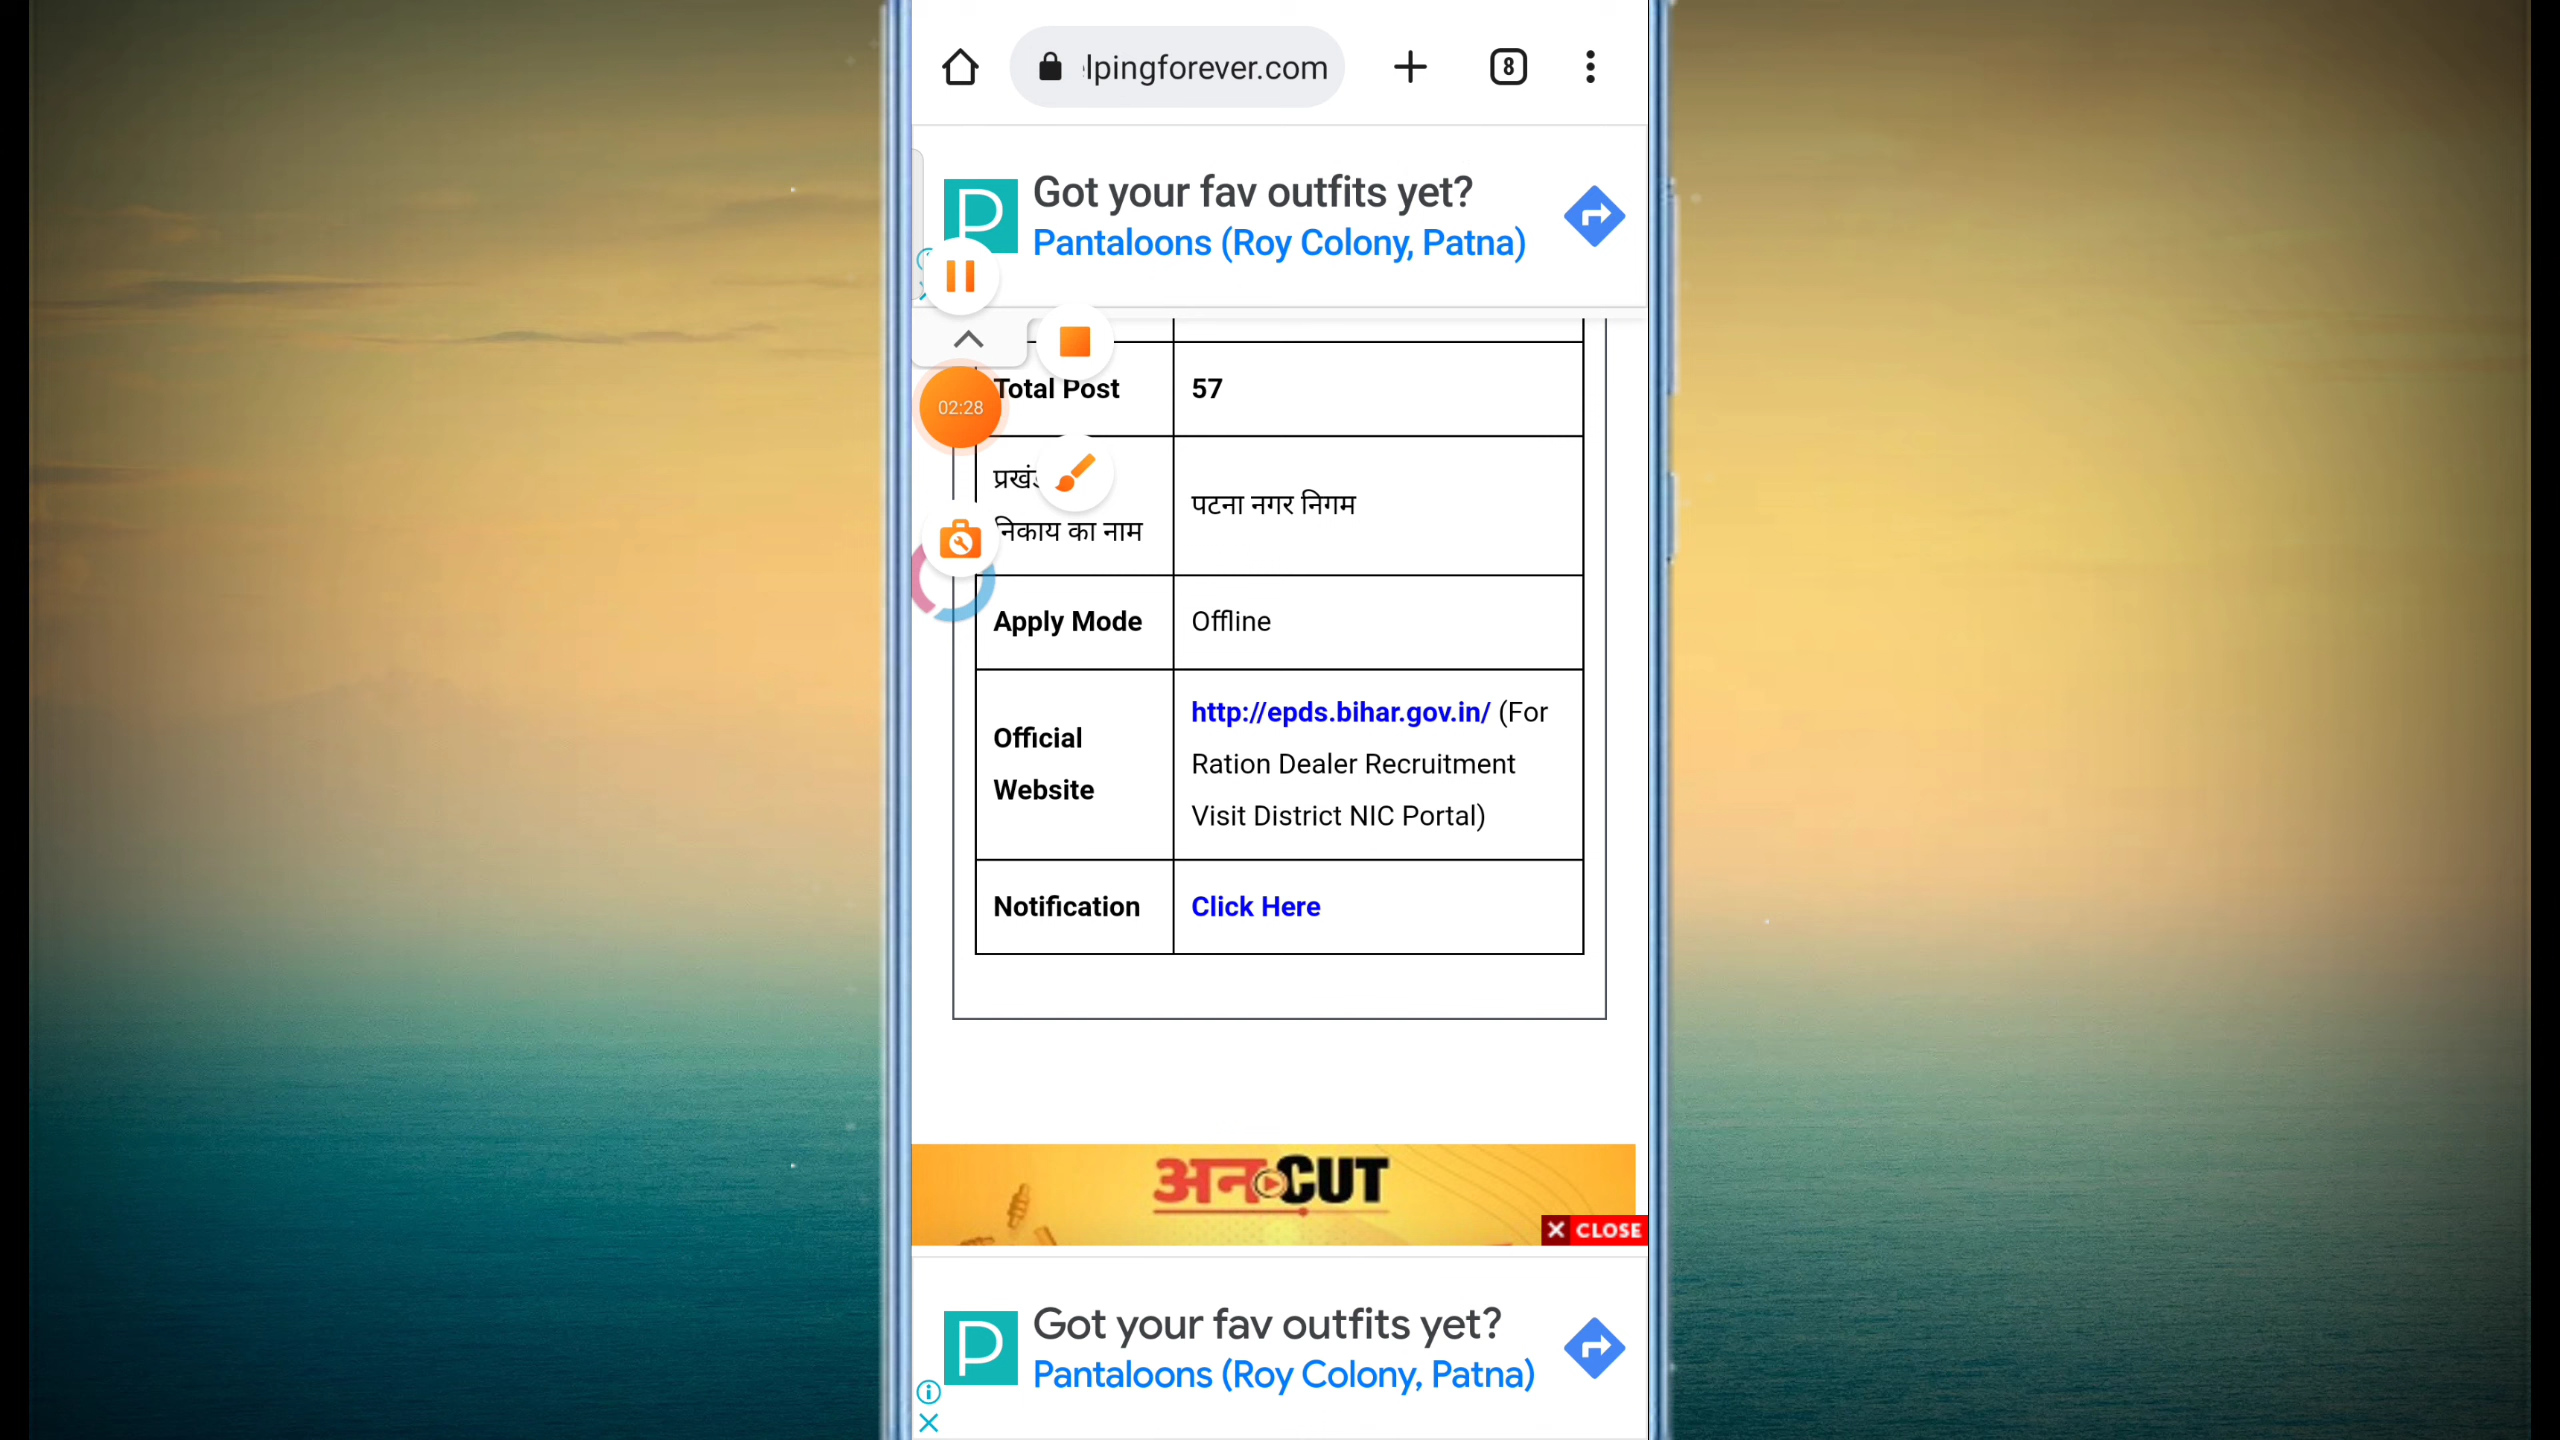 lpingforever.com
8
Got your fav outfits yet?
Pantaloons (Roy Colony, Patna)
Total Post
57
02:28
निकाय का नाम
पटना नगर निगम
Apply Mode
Offline
Official
Website
http://epds.bihar.gov.in/ (For
Ration Dealer Recruitment
Visit District NIC Portal)
Notification
Click Here
अनCUT
CLOSE
Got your fav outfits yet?
Pantaloons (Roy Colony, Patna)